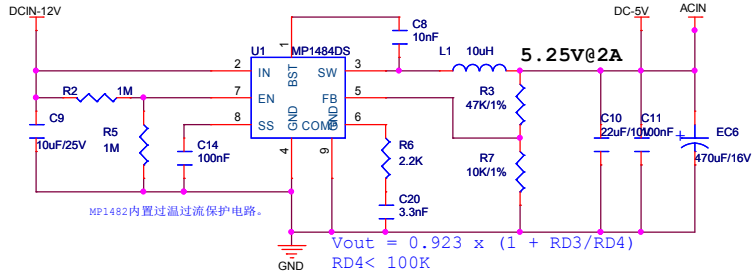 DCIN-12V
DC-5V
ACIN
C8
10nF
U1
MP1484DS
L1
10uH
5.25V@2A
1
2
IN
BST
SW
3
R2
1M
7
EN
FB
5
R3
47K/1%
C9
10uF/25V
R5
1M
8
SS
GND
COMP
GND
6
C14
100nF
4
9
R6
2.2K
R7
10K/1%
C10
22uF/10V
C11
100nF
+
EC6
470uF/16V
C20
3.3nF
MP1482内置过温过流保护电路。
Vout = 0.923 x (1 + RD3/RD4)
RD4< 100K
GND